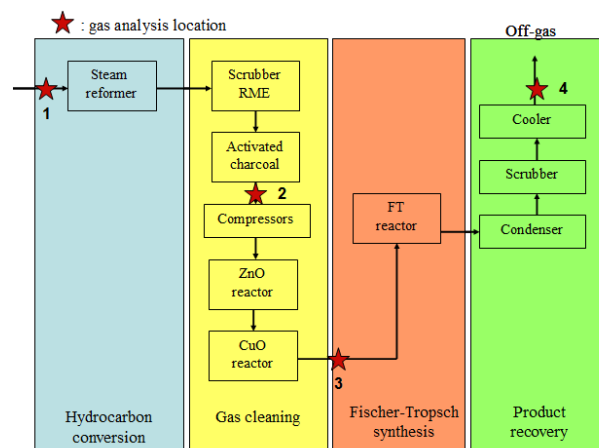 : gas analysis location
Off-gas
Steam
reformer
1
Scrubber
RME
Activated
charcoal
2
Compressors
ZnO
reactor
CuO
reactor
3
FT
reactor
4
Cooler
Scrubber
Condenser
Hydrocarbon
conversion
Gas cleaning
Fischer-Tropsch
synthesis
Product
recovery